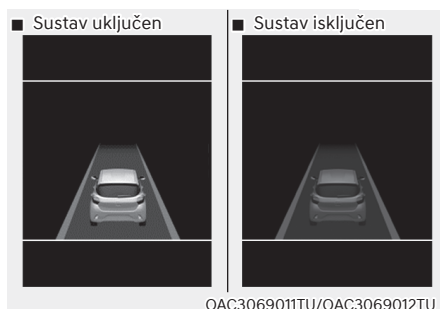 ■ Sustav uključen
■ Sustav isključen
OAC3069011TU/OAC3069012TU